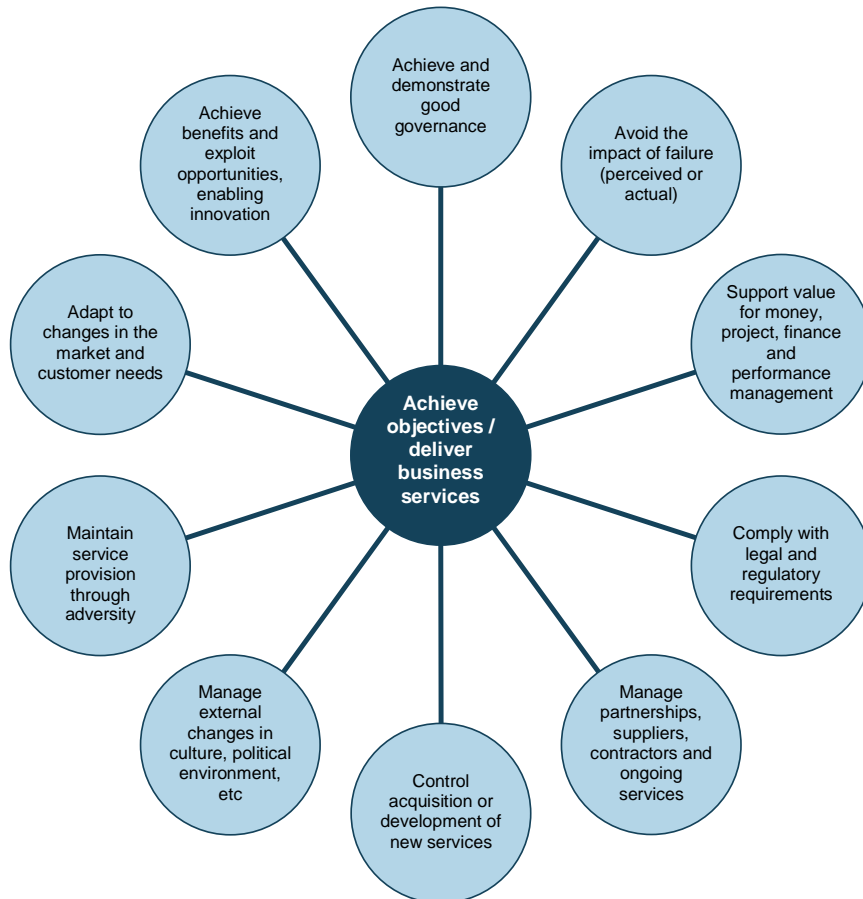 Achieve and
demonstrate
good
governance
Avoid the
impact of failure
(perceived or
actual)
Support value
for money,
project, finance
and
performance
management
Comply with
legal and
regulatory
requirements
Manage
partnerships,
suppliers,
contractors and
ongoing
services
Control
acquisition or
development of
new services
Manage
external
changes in
culture, political
environment,
etc
Maintain
service
provision
through
adversity
Adapt to
changes in the
market and
customer needs
Achieve
benefits and
exploit
opportunities,
enabling
innovation
Achieve
objectives /
deliver
business
services